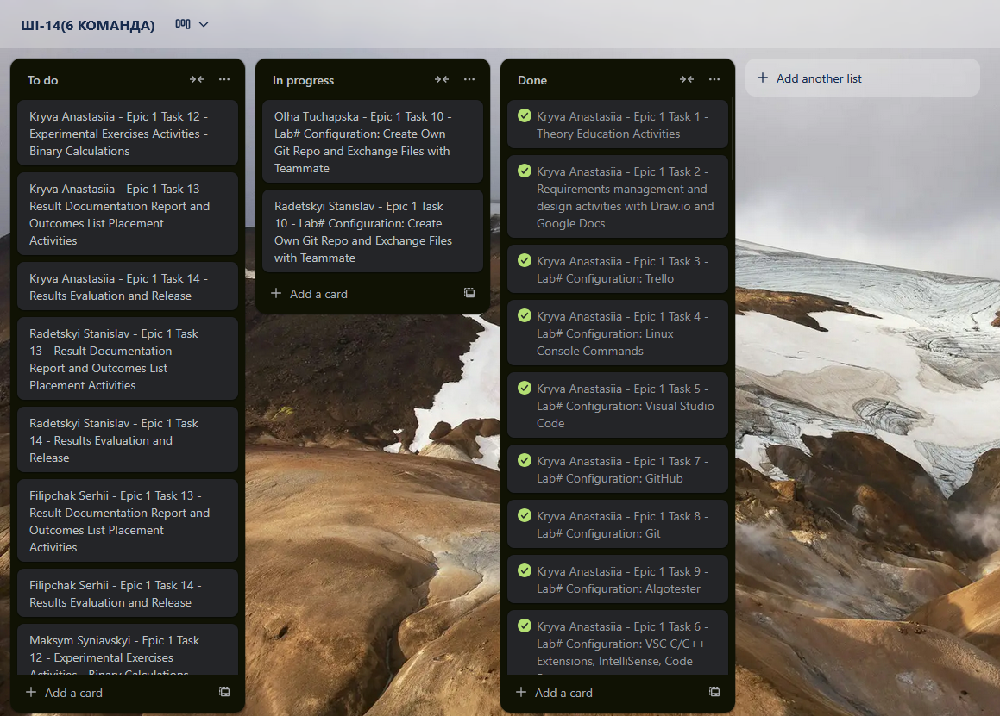 ШІ-14(6 КОМАНДА)
To do
Kryva Anastasiia - Epic 1 Task 12 -
Experimental Exercises Activities -
Binary Calculations
Kryva Anastasiia - Epic 1 Task 13 -
Result Documentation Report and
Outcomes List Placement
Activities
Kryva Anastasiia - Epic 1 Task 14 -
Results Evaluation and Release
Radetskyi Stanislav - Epic 1 Task
13 - Result Documentation
Report and Outcomes List
Placement Activities
Radetskyi Stanislav - Epic 1 Task
14 - Results Evaluation and
Release
Filipchak Serhii - Epic 1 Task 13 -
Result Documentation Report and
Outcomes List Placement
Activities
Filipchak Serhii - Epic 1 Task 14 -
Results Evaluation and Release
Maksym Syniavskyi - Epic 1 Task
12 - Experimental Exercises
Activities - Binary Calculations
Add a card
In progress
Olha Tuchapska - Epic 1 Task 10 -
Lab# Configuration: Create Own
Git Repo and Exchange Files with
Teammate
Radetskyi Stanislav - Epic 1 Task
10 - Lab# Configuration: Create
Own Git Repo and Exchange Files
with Teammate
Add a card
Done
Kryva Anastasiia - Epic 1 Task 1 -
Theory Education Activities
Kryva Anastasiia - Epic 1 Task 2 -
Requirements management and
design activities with Draw.io and
Google Docs
Kryva Anastasiia - Epic 1 Task 3 -
Lab# Configuration: Trello
Kryva Anastasiia - Epic 1 Task 4 -
Lab# Configuration: Linux
Console Commands
Kryva Anastasiia - Epic 1 Task 5 -
Lab# Configuration: Visual Studio
Code
Kryva Anastasiia - Epic 1 Task 7 -
Lab# Configuration: GitHub
Kryva Anastasiia - Epic 1 Task 8 -
Lab# Configuration: Git
Kryva Anastasiia - Epic 1 Task 9 -
Lab# Configuration: Algotester
Kryva Anastasiia - Epic 1 Task 6 -
Lab# Configuration: VSC C/C++
Extensions, IntelliSense, Code
Add a card
Add another list